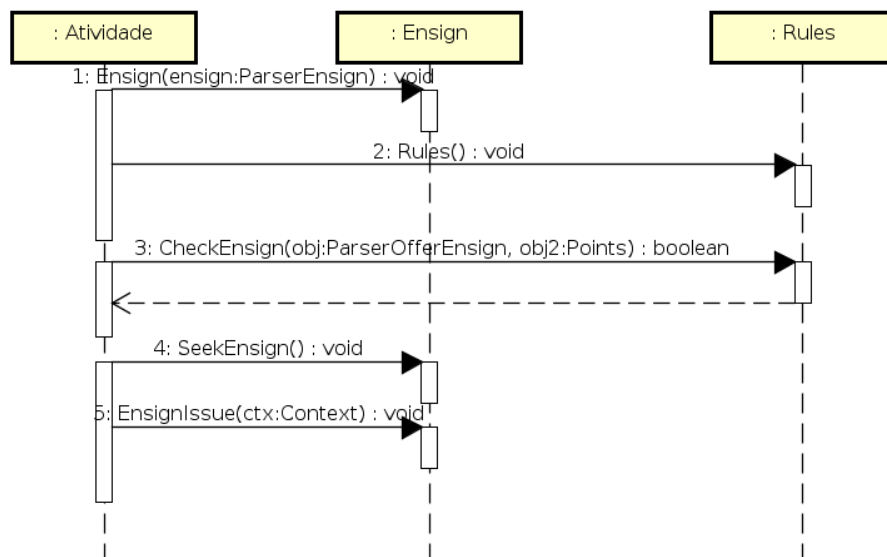 : Atividade
: Ensign
: Rules
1: Ensign(ensign:ParserEnsign) : void
2: Rules() : void
3: CheckEnsign(obj:ParserOfferEnsign, obj2:Points) : boolean
4: SeekEnsign() : void
5: EnsignIssue(ctx:Context) : void